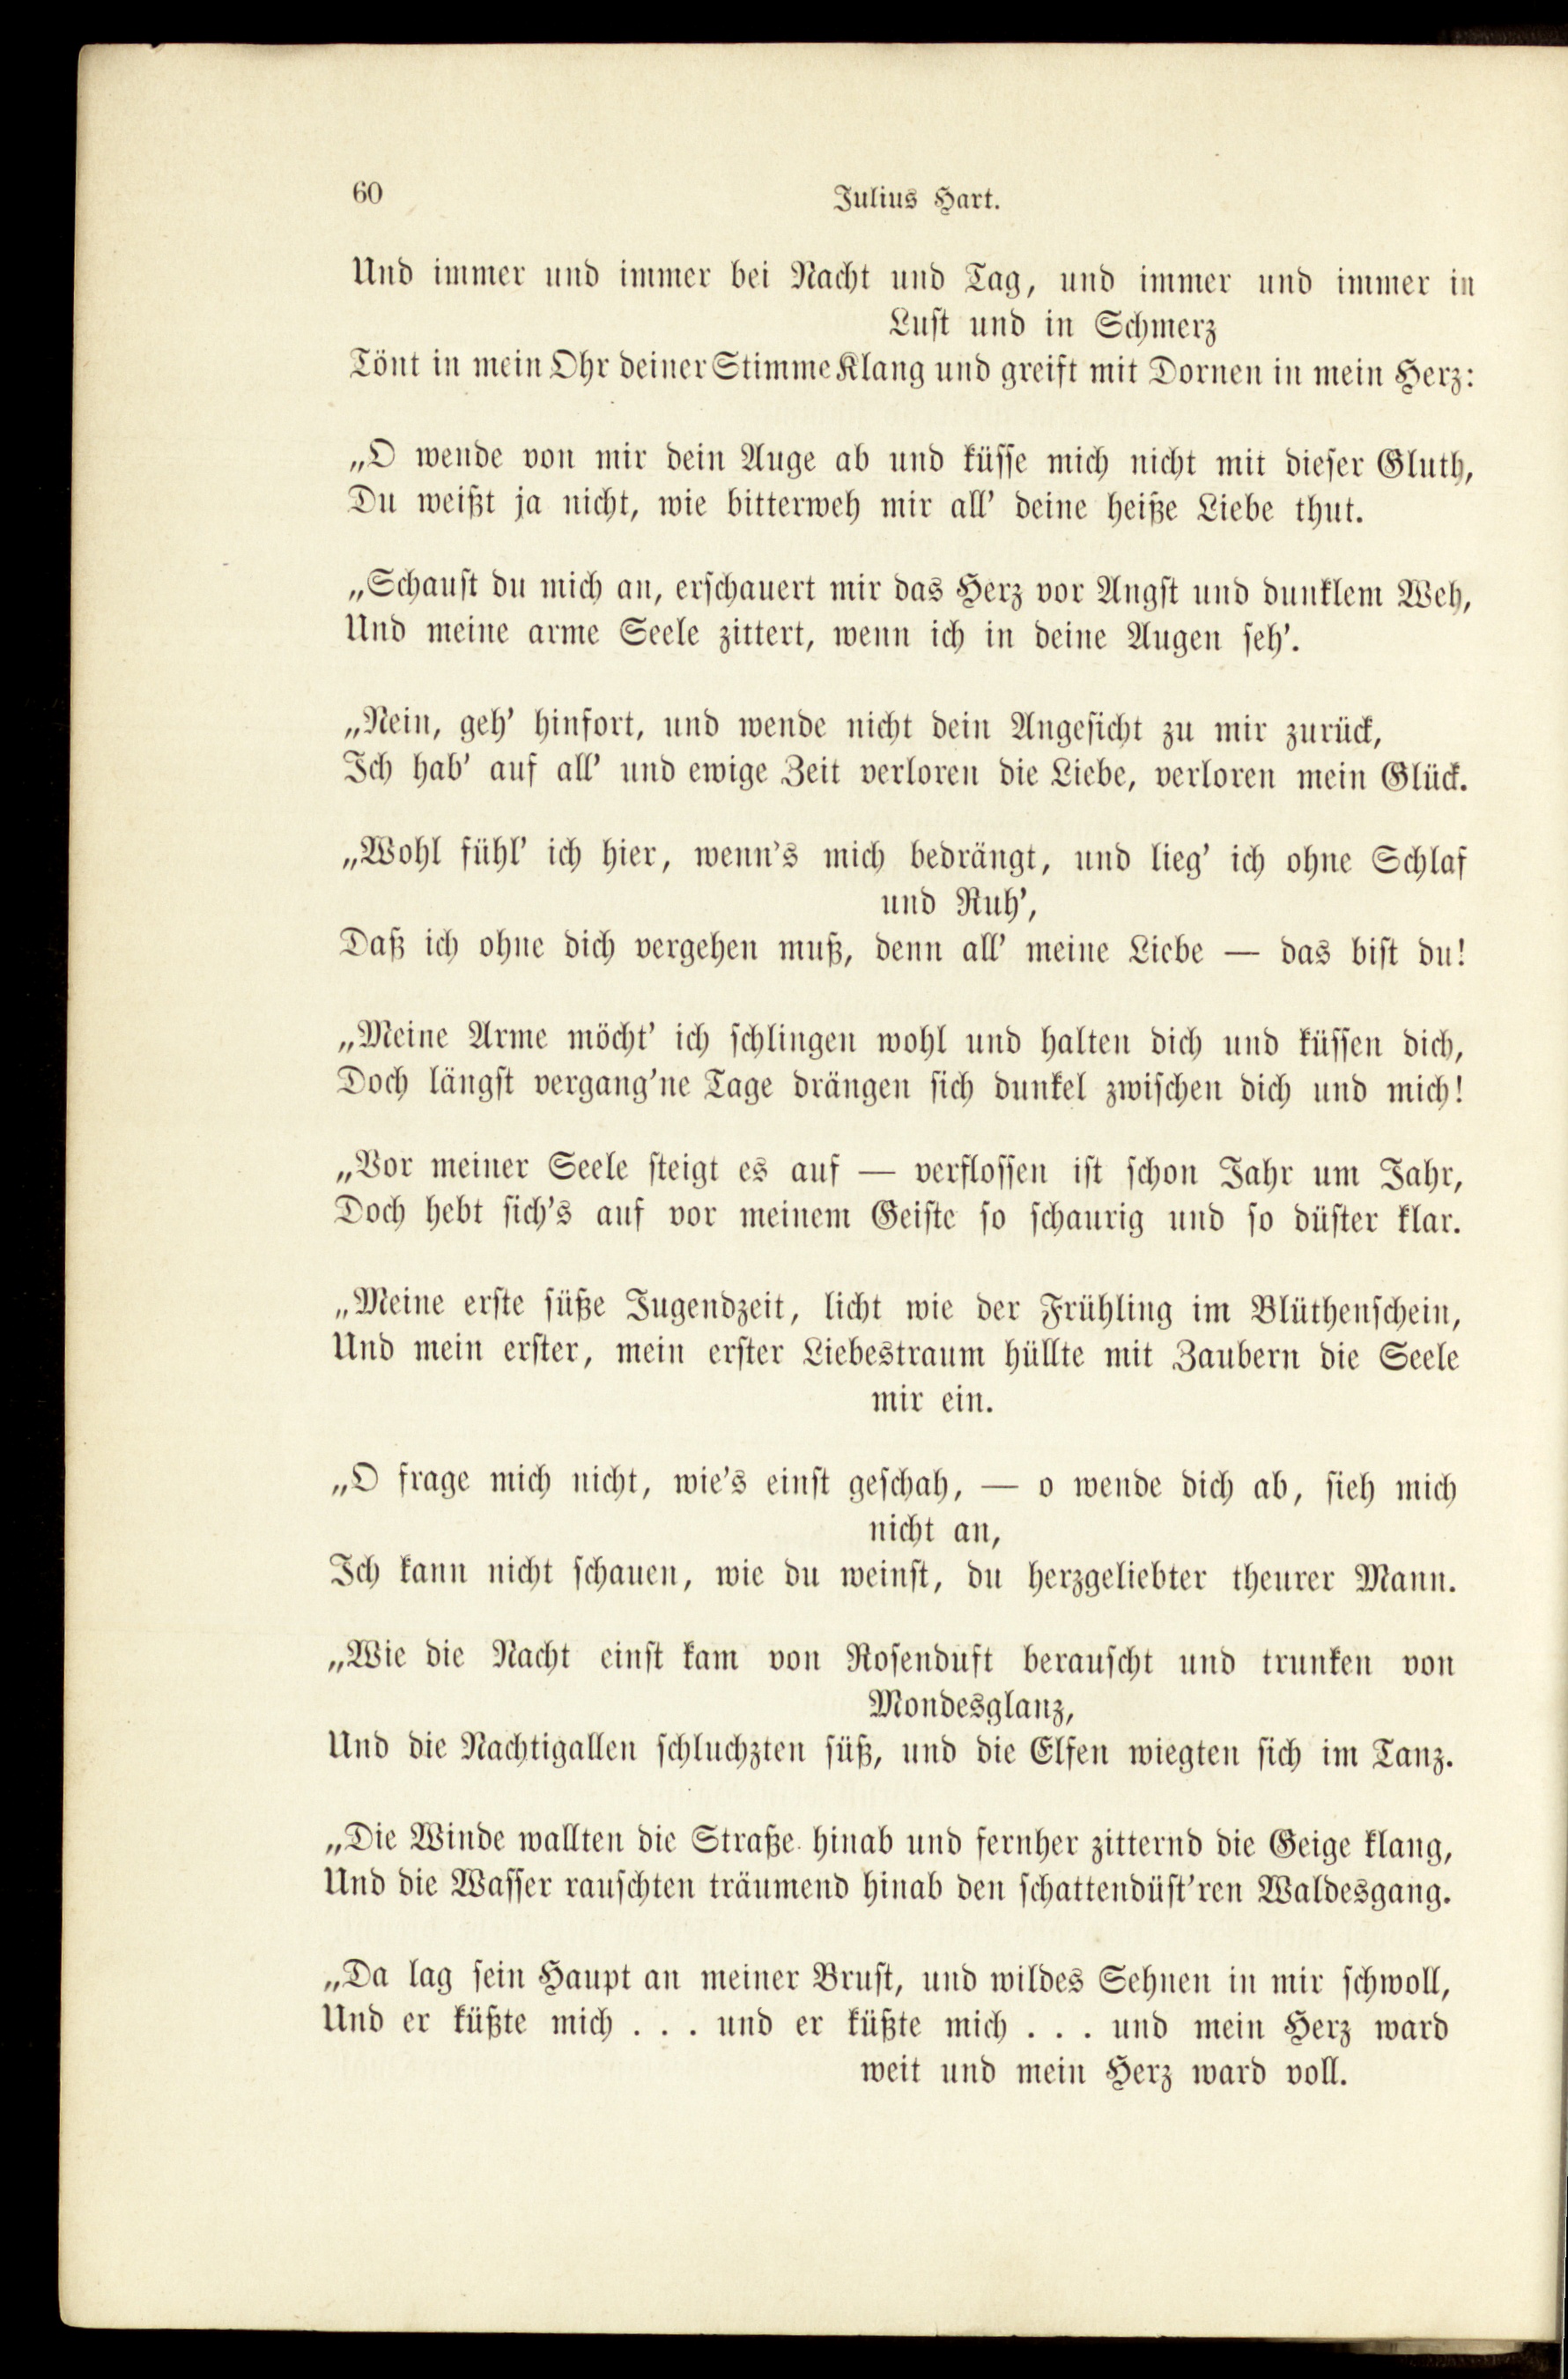 60
Julius Hart.
Und immer und immer bei Nacht und Tag, und immer und immer in
Lust und in Schmerz
Tönt in mein Ohr deiner Stimme Klang und greift mit Dornen in mein Herz:
„O wende von mir dein Auge ab und küsse mich nicht mit dieser Gluth,
Du weißt ja nicht, wie bitterweh mir all’ deine heiße Liebe thut.
„Schaust du mich an, erschauert mir das Herz vor Angst und dunklem Weh,
Und meine arme Seele zittert, wenn ich in deine Augen seh’.
„Nein, geh’ hinfort, und wende nicht dein Angesicht zu mir zurück,
Ich hab’ auf all’ und ewige Zeit verloren die Liebe, verloren mein Glück.
„Wohl fühl’ ich hier, wenn’s mich bedrängt, und lieg’ ich ohne Schlaf
und Ruh’,
Daß ich ohne dich vergehen muß, denn all’ meine Liebe — das bist du!
„Meine Arme möcht’ ich schlingen wohl und halten dich und küssen dich,
Doch längst vergang’ne Tage drängen sich dunkel zwischen dich und mich!
„Vor meiner Seele steigt es auf — verflossen ist schon Jahr um Jahr,
Doch hebt sich’s auf vor meinem Geiste so schaurig und so düster klar.
„Meine erste süße Jugendzeit, licht wie der Frühling im Blüthenschein,
Und mein erster, mein erster Liebestraum hüllte mit Zaubern die Seele
mir ein.
„O frage mich nicht, wie’s einst geschah, — o wende dich ab, sieh mich
nicht an,
Ich kann nicht schauen, wie du weinst, du herzgeliebter theurer Mann.
„Wie die Nacht einst kam von Rosenduft berauscht und trunken von
Mondesglanz,
Und die Nachtigallen schluchzten süß, und die Elfen wiegten sich im Tanz.
„Die Winde wallten die Straße hinab und fernher zitternd die Geige klang,
Und die Wasser rauschten träumend hinab den schattendüst’ren Waldesgang.
„Da lag sein Haupt an meiner Brust, und wildes Sehnen in mir schwoll,
Und er küßte mich . . . und er küßte mich . . . und mein Herz ward
weit und mein Herz ward voll.